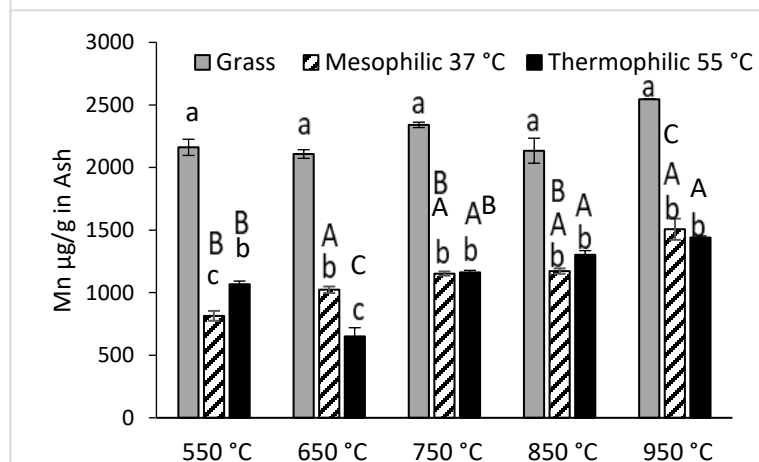 3000
2500
2000
1500
1000
500
0
Mn µg/g in Ash
Grass Mesophilic 37 °C Thermophilic 55 °C
a
B
c
B
b
a
A
b
C
c
a
B
A
b
A B
b
a
B
A
b
A
b
a
C
A
b
A
b
550 °C 650 °C 750 °C 850 °C 950 °C